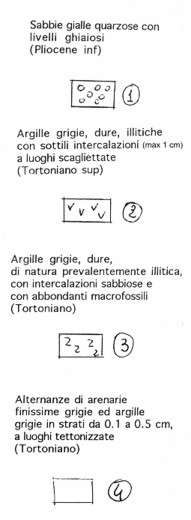 Sabbie gialle quarzose con
livelli ghiaiosi
(Pliocene inf)
1
Argille grigie, dure, illitiche
con sottili intercalazioni (max 1 cm)
a luoghi scagliettate
(Tortoniano sup)
2
Argille grigie, dure,
di natura prevalentemente illitica,
con intercalazioni sabbiose e
con abbondanti macrofossili
(Tortoniano)
3
Alternanze di arenarie
finissime grigie ed argille
grigie in strati da 0.1 a 0.5 cm,
a luoghi tettonizzate
(Tortoniano)
4